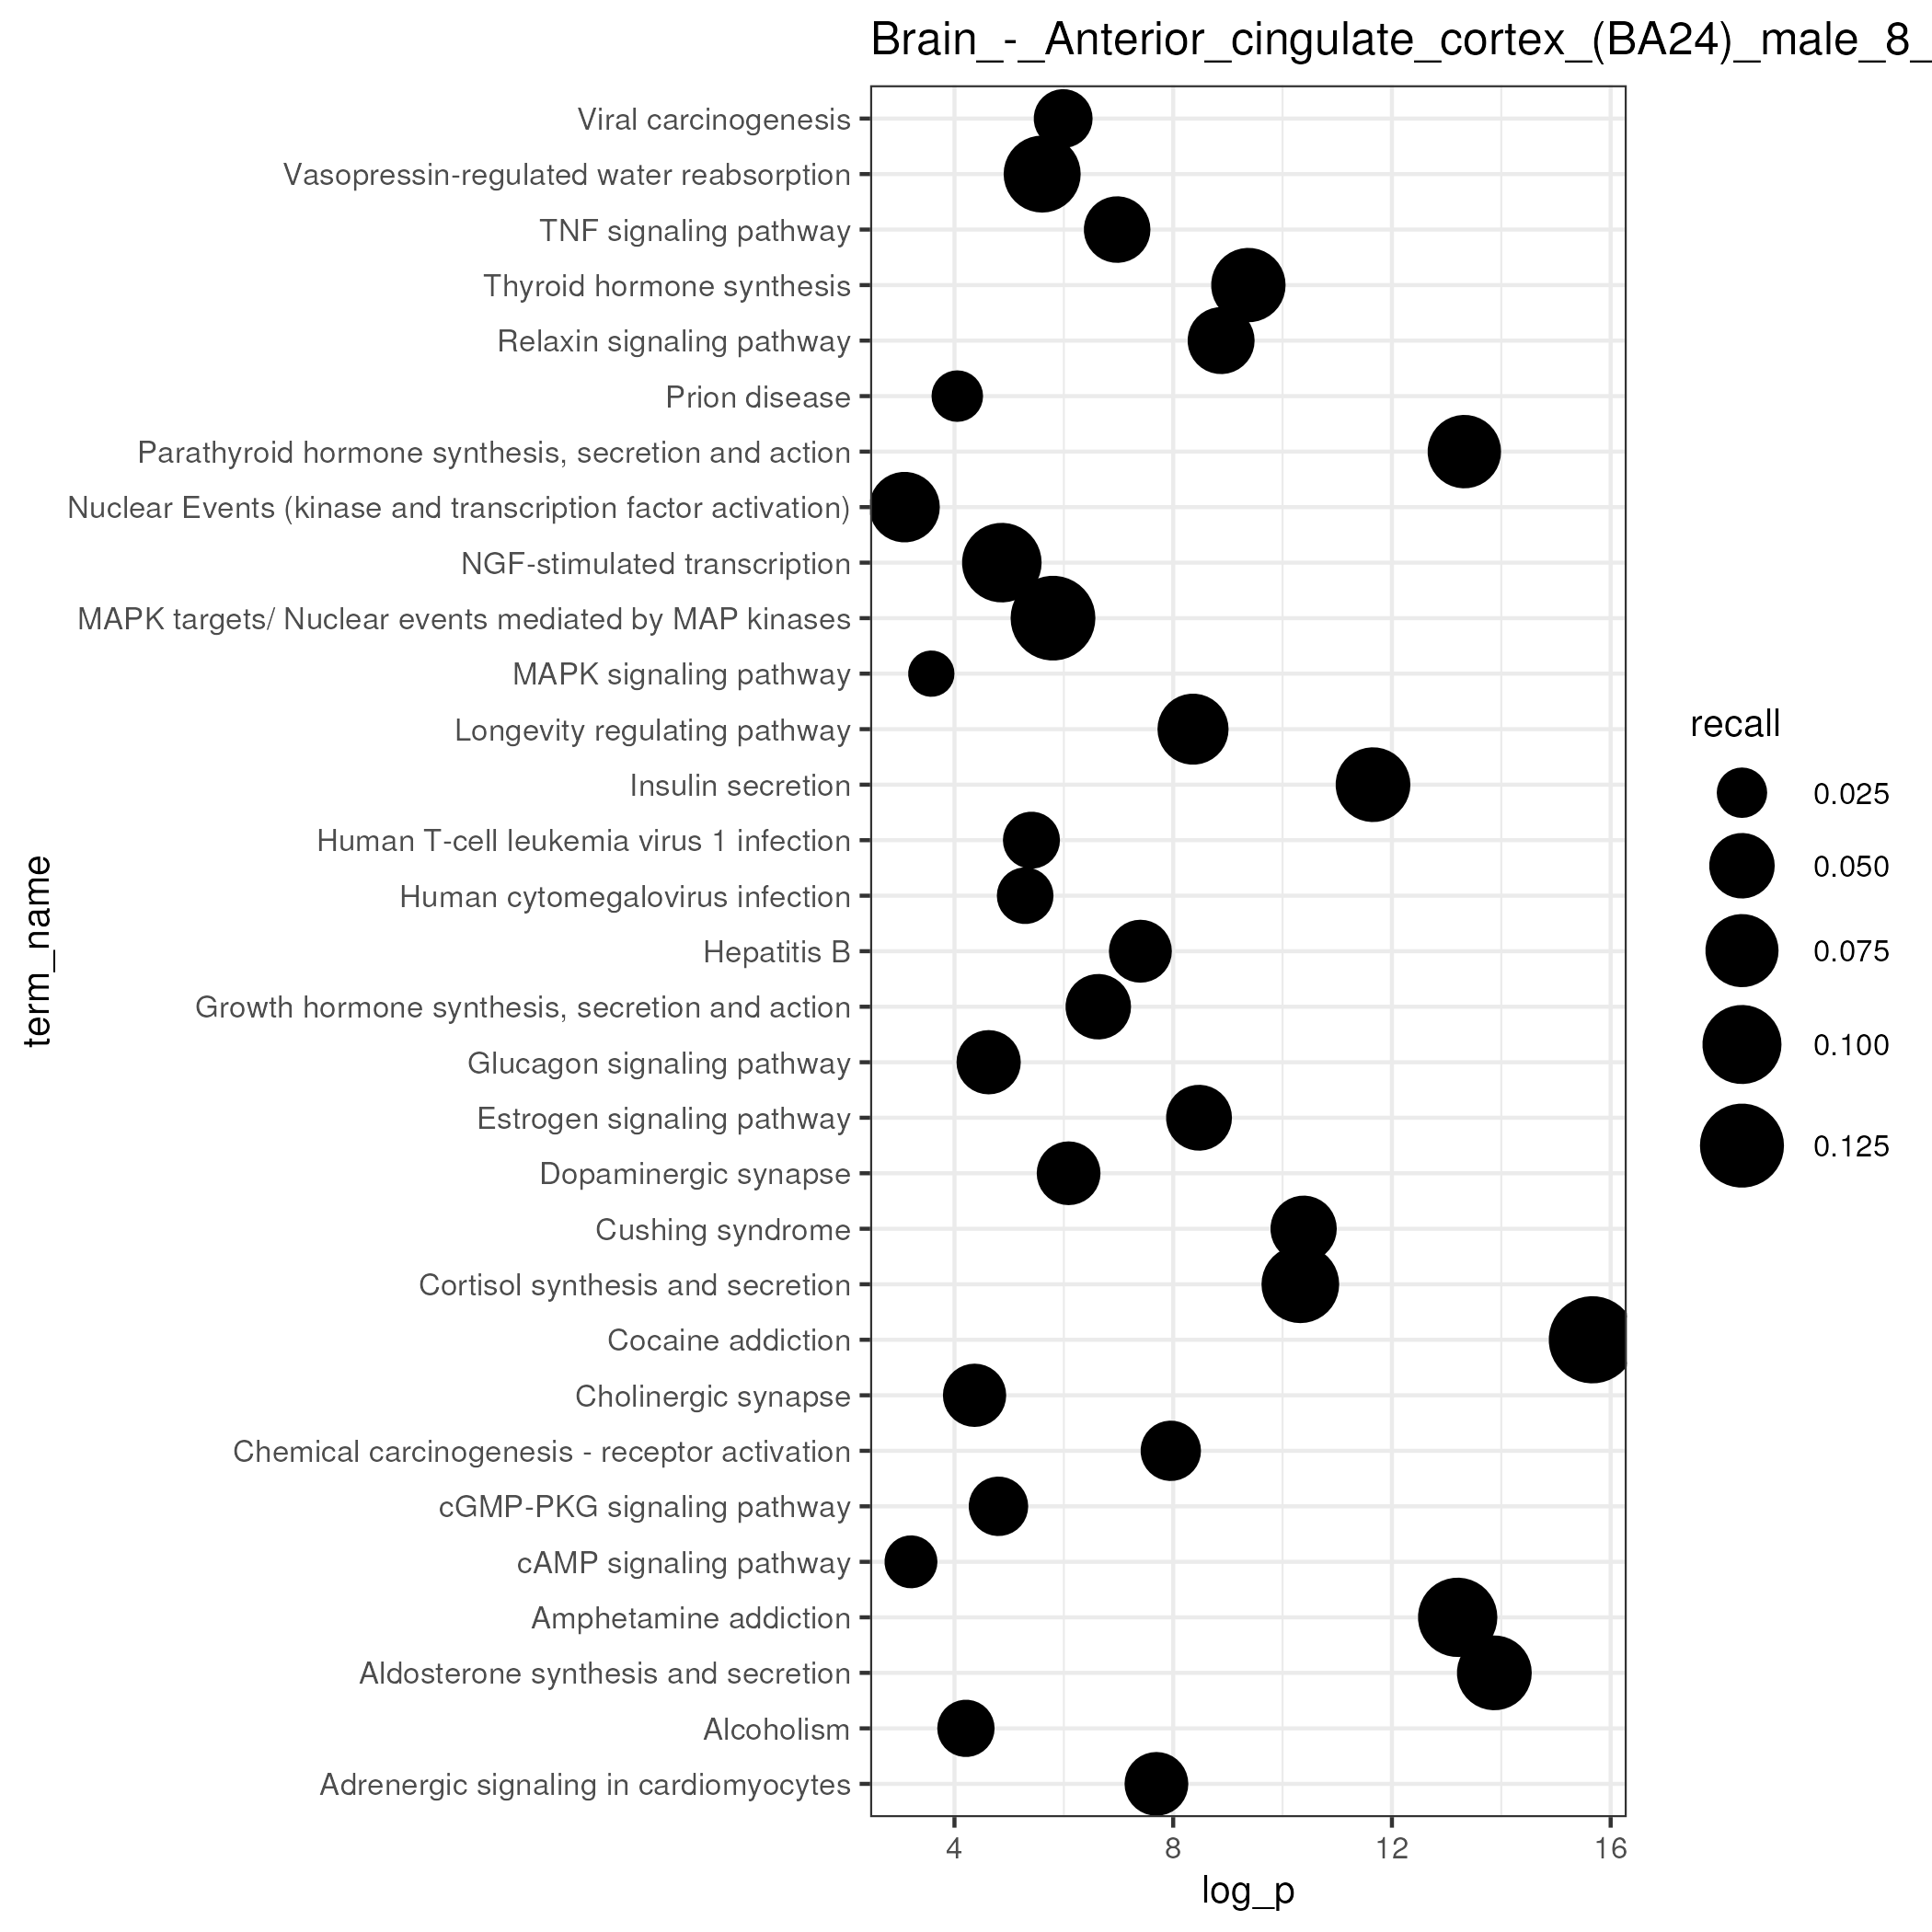 Brain_-_Anterior_cingulate_cortex_(BA24)_male_8_
Viral carcinogenesis
Vasopressin-regulated water reabsorption
TNF signaling pathway
Thyroid hormone synthesis
Relaxin signaling pathway
Prion disease
Parathyroid hormone synthesis, secretion and action
Nuclear Events (kinase and transcription factor activation)
NGF-stimulated transcription
MAPK targets/ Nuclear events mediated by MAP kinases
MAPK signaling pathway
Longevity regulating pathway
Insulin secretion
Human T-cell leukemia virus 1 infection
Human cytomegalovirus infection
Hepatitis B
Growth hormone synthesis, secretion and action
Glucagon signaling pathway
Estrogen signaling pathway
Dopaminergic synapse
Cushing syndrome
Cortisol synthesis and secretion
Cocaine addiction
Cholinergic synapse
Chemical carcinogenesis - receptor activation
cGMP-PKG signaling pathway
cAMP signaling pathway
Amphetamine addiction
Aldosterone synthesis and secretion
Alcoholism
Adrenergic signaling in cardiomyocytes
term_name
4 8 12 16
log_p
recall
0.025
0.050
0.075
0.100
0.125